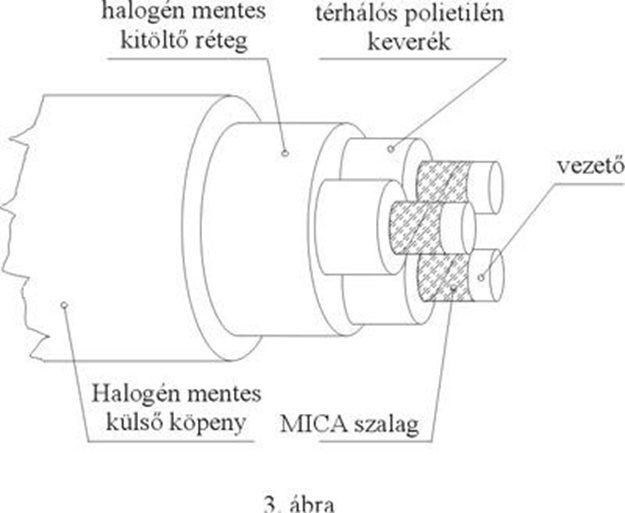 halogén mentes
kitöltő réteg
térhálós polietilén
keverék
vezető
Halogén mentes
külső köpeny
MICA szalag
3. ábra